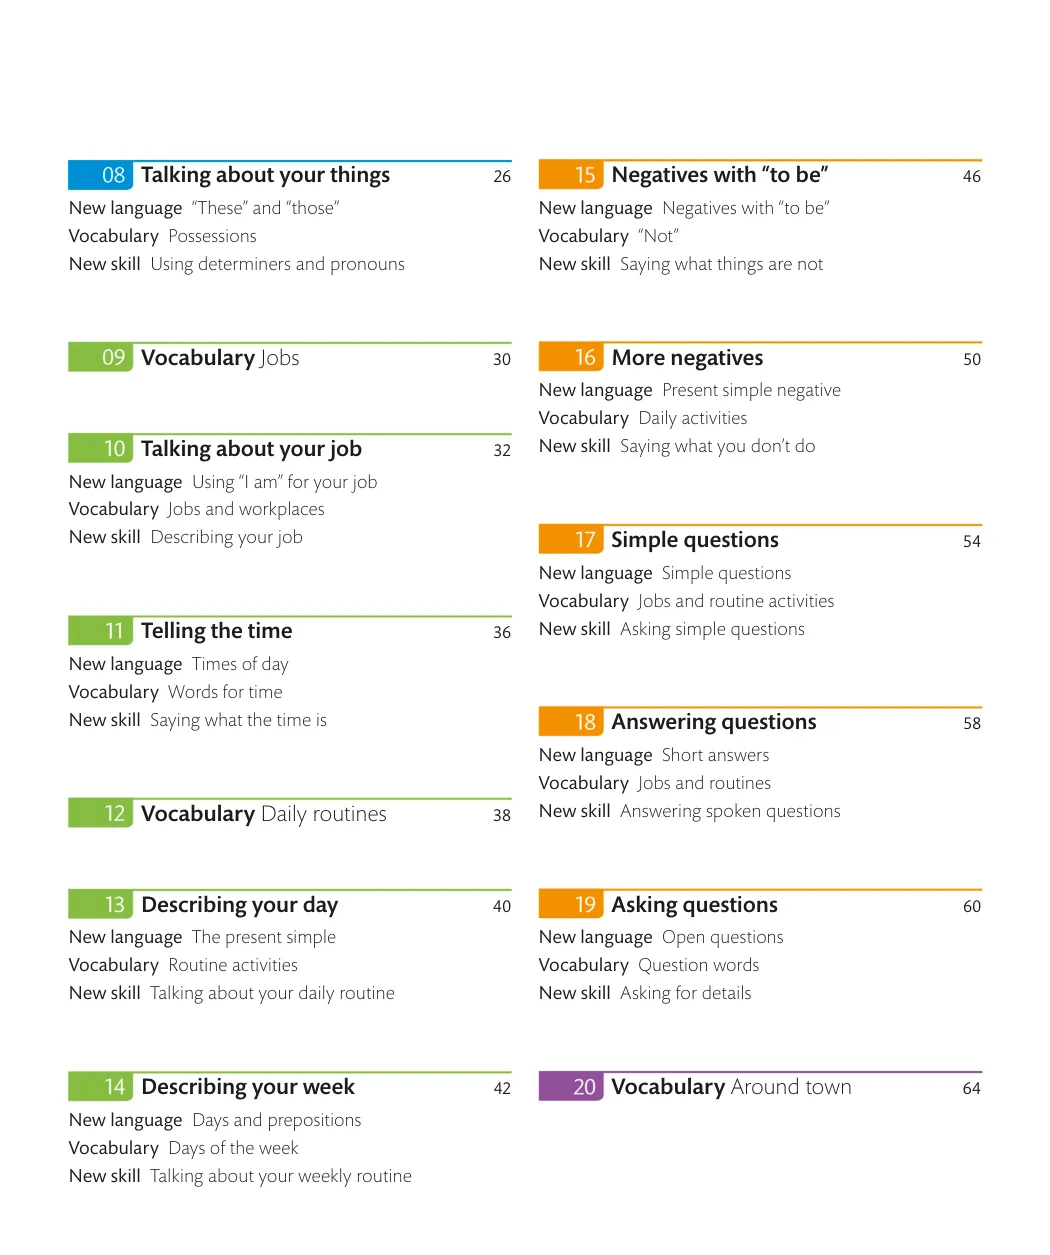 08 Talking about your things 26
New language “These” and “those”
Vocabulary Possessions
New skill Using determiners and pronouns
09 Vocabulary Jobs 30
10 Talking about your job 32
New language Using “I am” for your job
Vocabulary Jobs and workplaces
New skill Describing your job
11 Telling the time 36
New language Times of day
Vocabulary Words for time
New skill Saying what the time is
12 Vocabulary Daily routines 38
13 Describing your day 40
New language The present simple
Vocabulary Routine activities
New skill Talking about your daily routine
14 Describing your week 42
New language Days and prepositions
Vocabulary Days of the week
New skill Talking about your weekly routine
15 Negatives with “to be” 46
New language Negatives with “to be”
Vocabulary “Not”
New skill Saying what things are not
16 More negatives 50
New language Present simple negative
Vocabulary Daily activities
New skill Saying what you don’t do
17 Simple questions 54
New language Simple questions
Vocabulary Jobs and routine activities
New skill Asking simple questions
18 Answering questions 58
New language Short answers
Vocabulary Jobs and routines
New skill Answering spoken questions
19 Asking questions 60
New language Open questions
Vocabulary Question words
New skill Asking for details
20 Vocabulary Around town 64